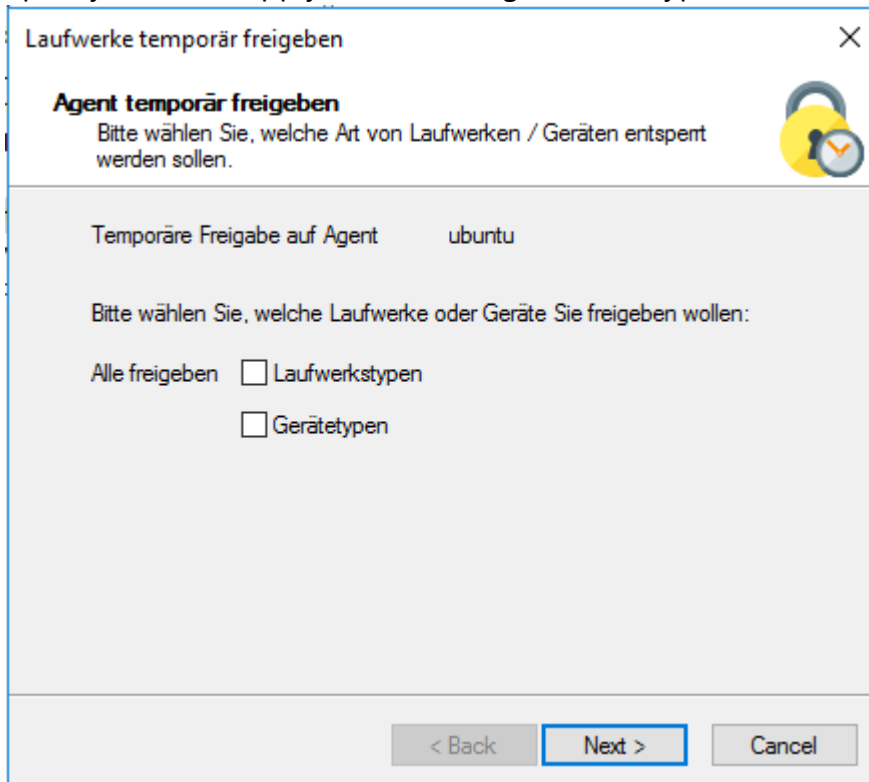 Laufwerke temporär freigeben
Agent temporär freigeben
Bitte wählen Sie, welche Art von Laufwerken / Geräten entsperrt
werden sollen.
Temporäre Freigabe auf Agent ubuntu
Bitte wählen Sie, welche Laufwerke oder Geräte Sie freigeben wollen:
Alle freigeben Laufwerkstypen
Gerätetypen
< Back Next > Cancel